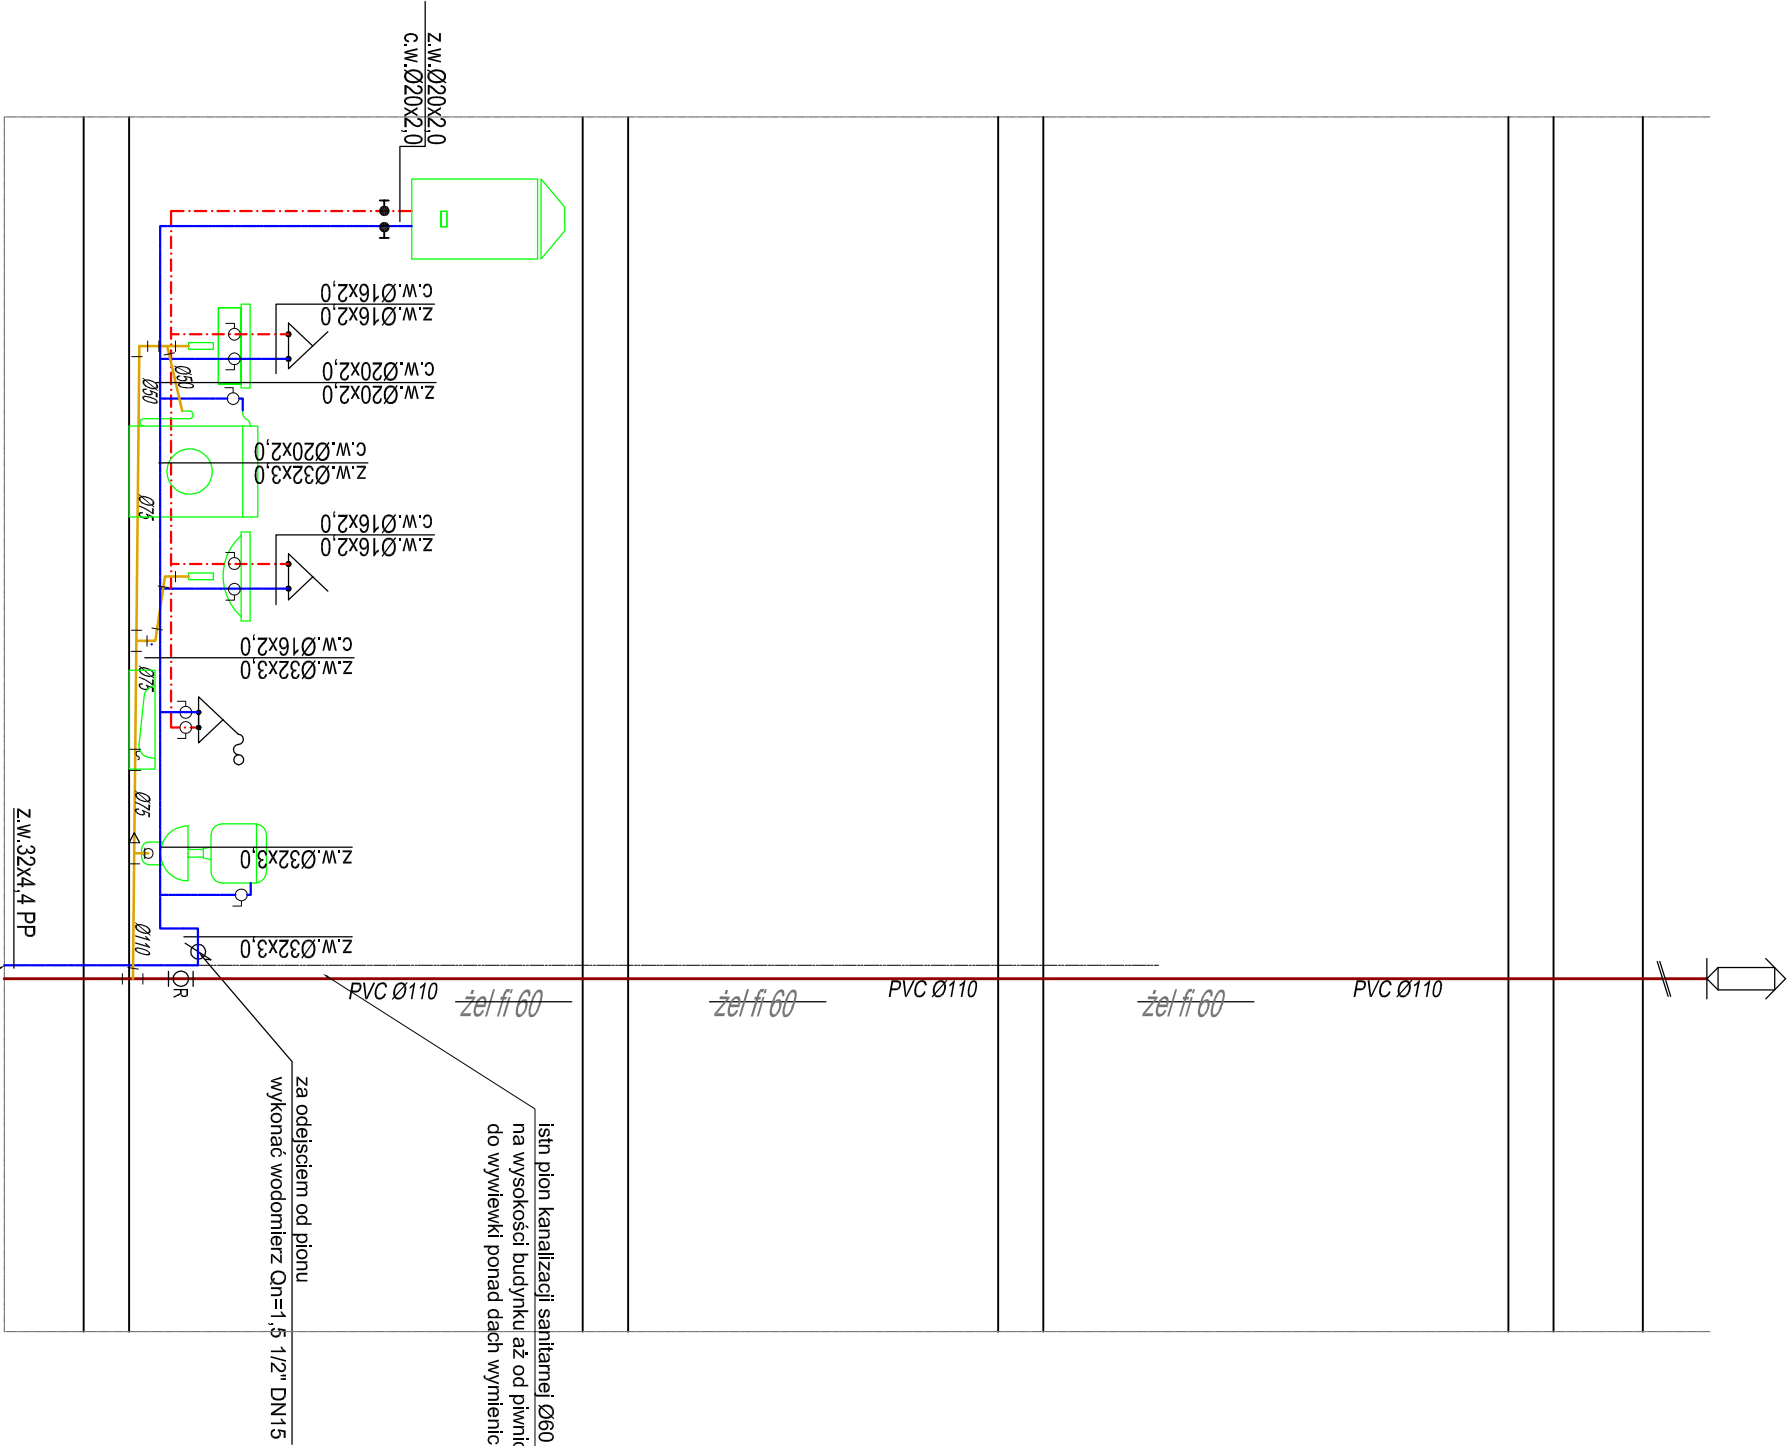 z.w.Ø20x2,0
c.w.Ø20x2,0
c.w.Ø16x2,0
z.w.Ø16x2,0
c.w.Ø20x2,0
z.w.Ø20x2,0
Ø50
Ø50
c.w.Ø20x2,0
z.w.Ø32x3,0
Ø75
c.w.Ø16x2,0
z.w.Ø16x2,0
c.w.Ø16x2,0
z.w.Ø32x3,0
Ø75
Ø75
z.w.Ø32x3,0
z.w.Ø32x3,0
Ø110
z.w.32x4,4 PP
R
PVC Ø110
żel fi 60
żel fi 60
PVC Ø110
żel fi 60
PVC Ø110
za odejsciem od pionu
wykonać wodomierz Qn=1,5 1/2" DN15
istn pion kanalizacji sanitarnej Ø60
na wysokości budynku aż od
do wywiewki ponad dach wymienic